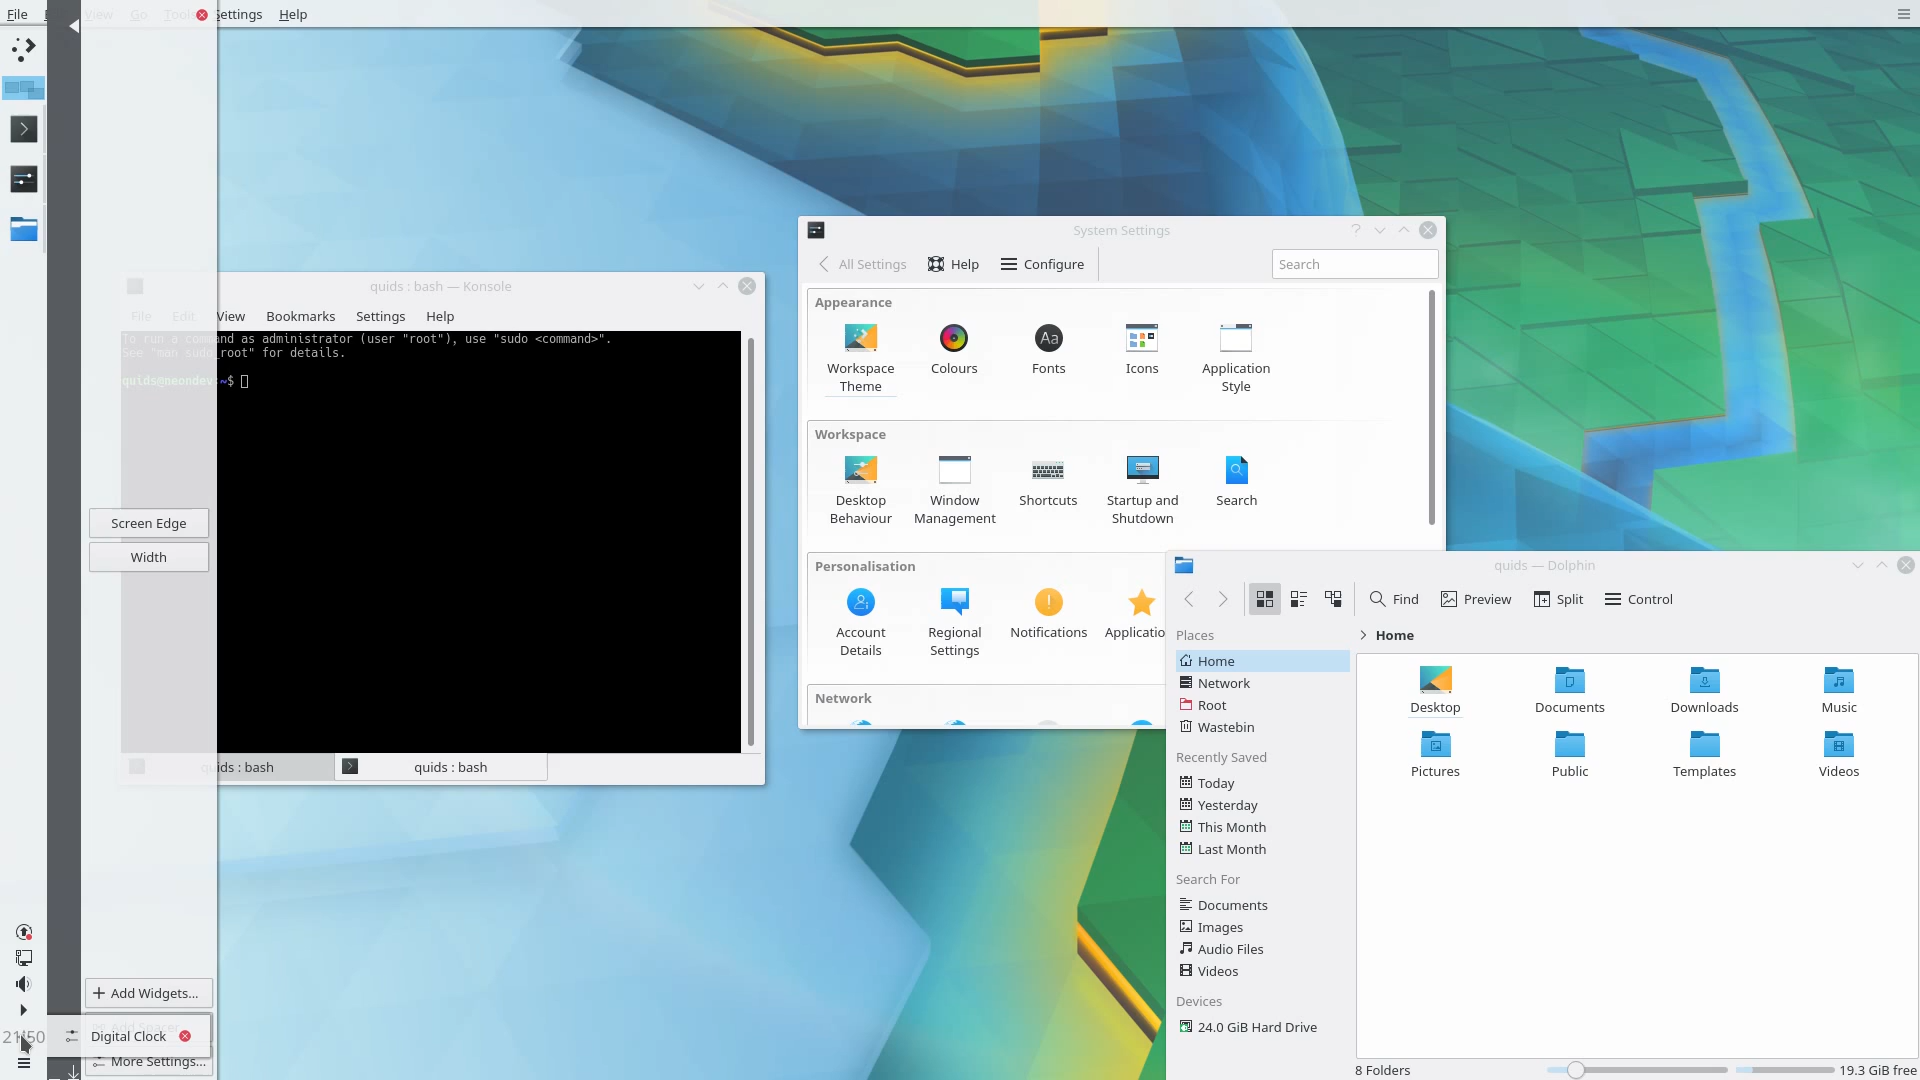 File Edit View Go Tools Settings Help
quids : bash — Konsole
File Edit View Bookmarks Settings Help
To run a command as administrator (user "root"), use "sudo <command>".
See "man sudo_root" for details.
quids@neondev:~$
Screen Edge
Width
quids : bash
quids : bash
Add Widgets...
Add Spacer
Digital Clock
More Settings...
21:50
System Settings
All Settings Help Configure Search
Appearance
Workspace Theme
Colours
Fonts
Icons
Application Style
Workspace
Desktop Behaviour
Window Management
Shortcuts
Startup and Shutdown
Search
Personalisation
Account Details
Regional Settings
Notifications
Applicatio
Network
quids — Dolphin
Find Preview Split Control
Places
Home
Network
Root
Wastebin
Recently Saved
Today
Yesterday
This Month
Last Month
Search For
Documents
Images
Audio Files
Videos
Devices
24.0 GiB Hard Drive
> Home
Desktop Documents Downloads Music
Pictures Public Templates Videos
8 Folders
19.3 GiB free